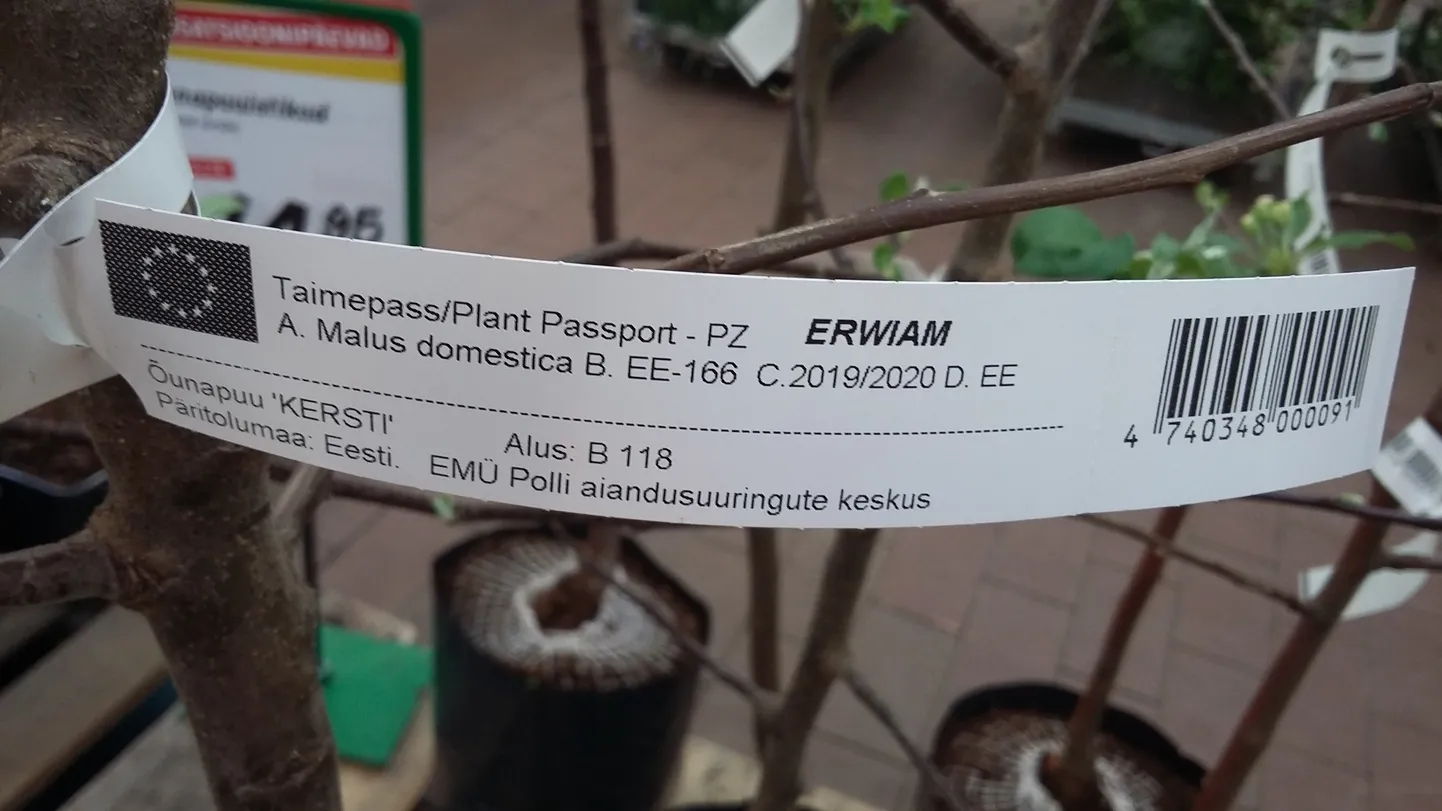 Taimepass/Plant Passport - PZ ERWIAM
A. Malus domestica B. EE-166 C.2019/2020 D. EE
Õunapuu 'KERSTI' Alus: B 118
Päritolumaa: Eesti. EMÜ Polli aiandusuuringute keskus
4 740348 000091